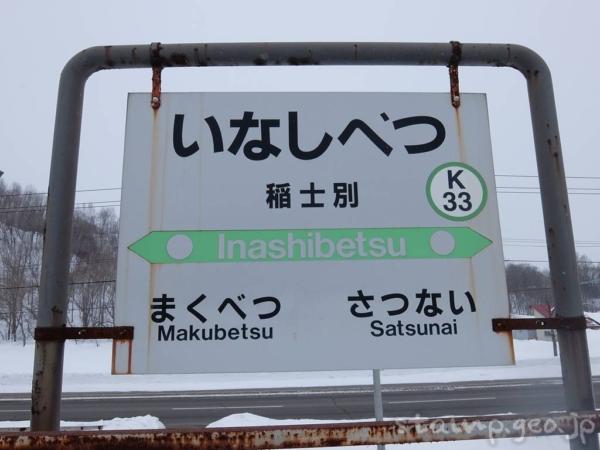 いなしべつ
稲士別
K
33
Inashibetsu
まくべつ
Makubetsu
さつない
Satsunai
stamp.geo.jp